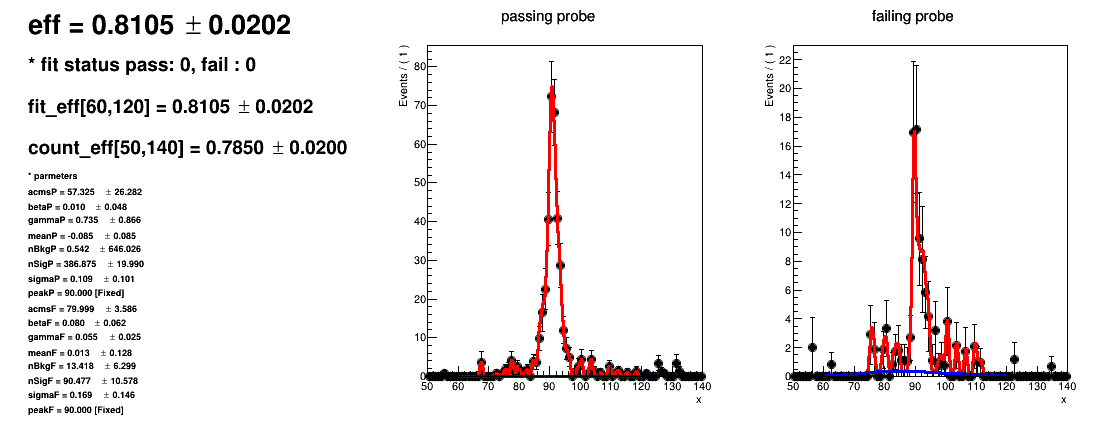 eff = 0.8105 ± 0.0202
* fit status pass: 0, fail : 0
fit_eff[60,120] = 0.8105 ± 0.0202
count_eff[50,140] = 0.7850 ± 0.0200
* parmeters
acmsP = 57.325 ± 26.282
betaP = 0.010 ± 0.048
gammaP = 0.735 ± 0.866
meanP = -0.085 ± 0.085
nBkgP = 0.542 ± 646.026
nSigP = 386.875 ± 19.990
sigmaP = 0.109 ± 0.101
peakP = 90.000 [Fixed]
acmsF = 79.999 ± 3.586
betaF = 0.080 ± 0.062
gammaF = 0.055 ± 0.025
meanF = 0.013 ± 0.128
nBkgF = 13.418 ± 6.299
nSigF = 90.477 ± 10.578
sigmaF = 0.169 ± 0.146
peakF = 90.000 [Fixed]
passing probe
Events / ( 1 )
80
70
60
50
40
30
20
10
0
50 60 70 80 90 100 110 120 130 140
x
failing probe
Events / ( 1 )
22
20
18
16
14
12
10
8
6
4
2
0
50 60 70 80 90 100 110 120 130 140
x